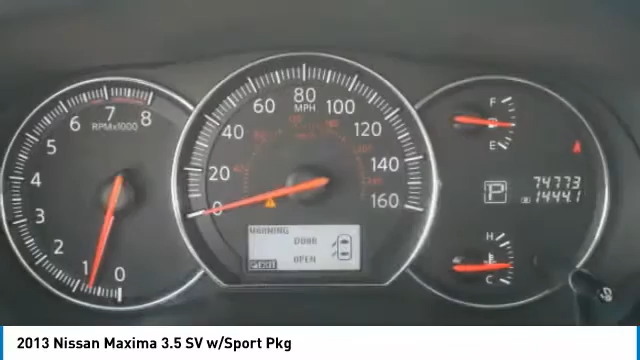 8
7
6
5
4
3
2
1
0
RPMx1000
80
MPH
60
100
40
120
20
140
0
160
WARNING
DOOR
OPEN
F
E
P
74773
1444.1
H
C
2013 Nissan Maxima 3.5 SV w/Sport Pkg